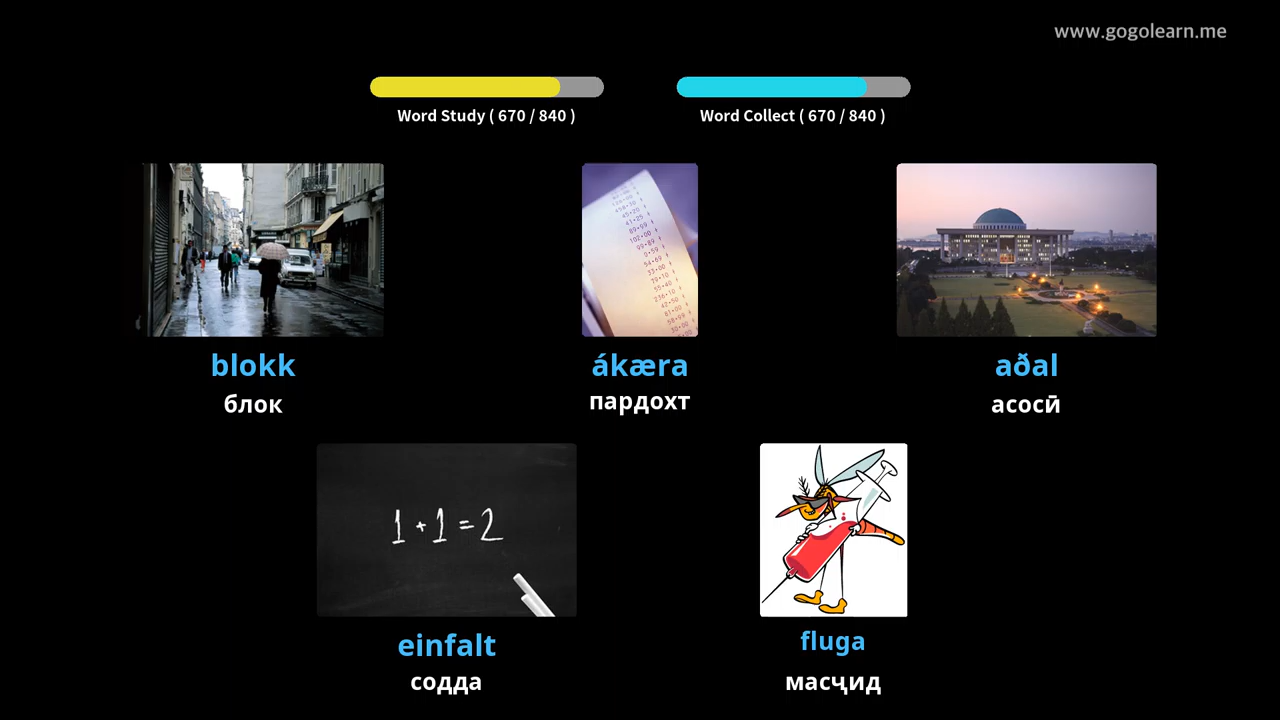 www.gogolearn.me
Word Study ( 670 / 840 )
Word Collect ( 670 / 840 )
blokk
ákæra
aðal
блок
пардохт
асосӣ
1 + 1 = 2
einfalt
fluga
содда
масҷид